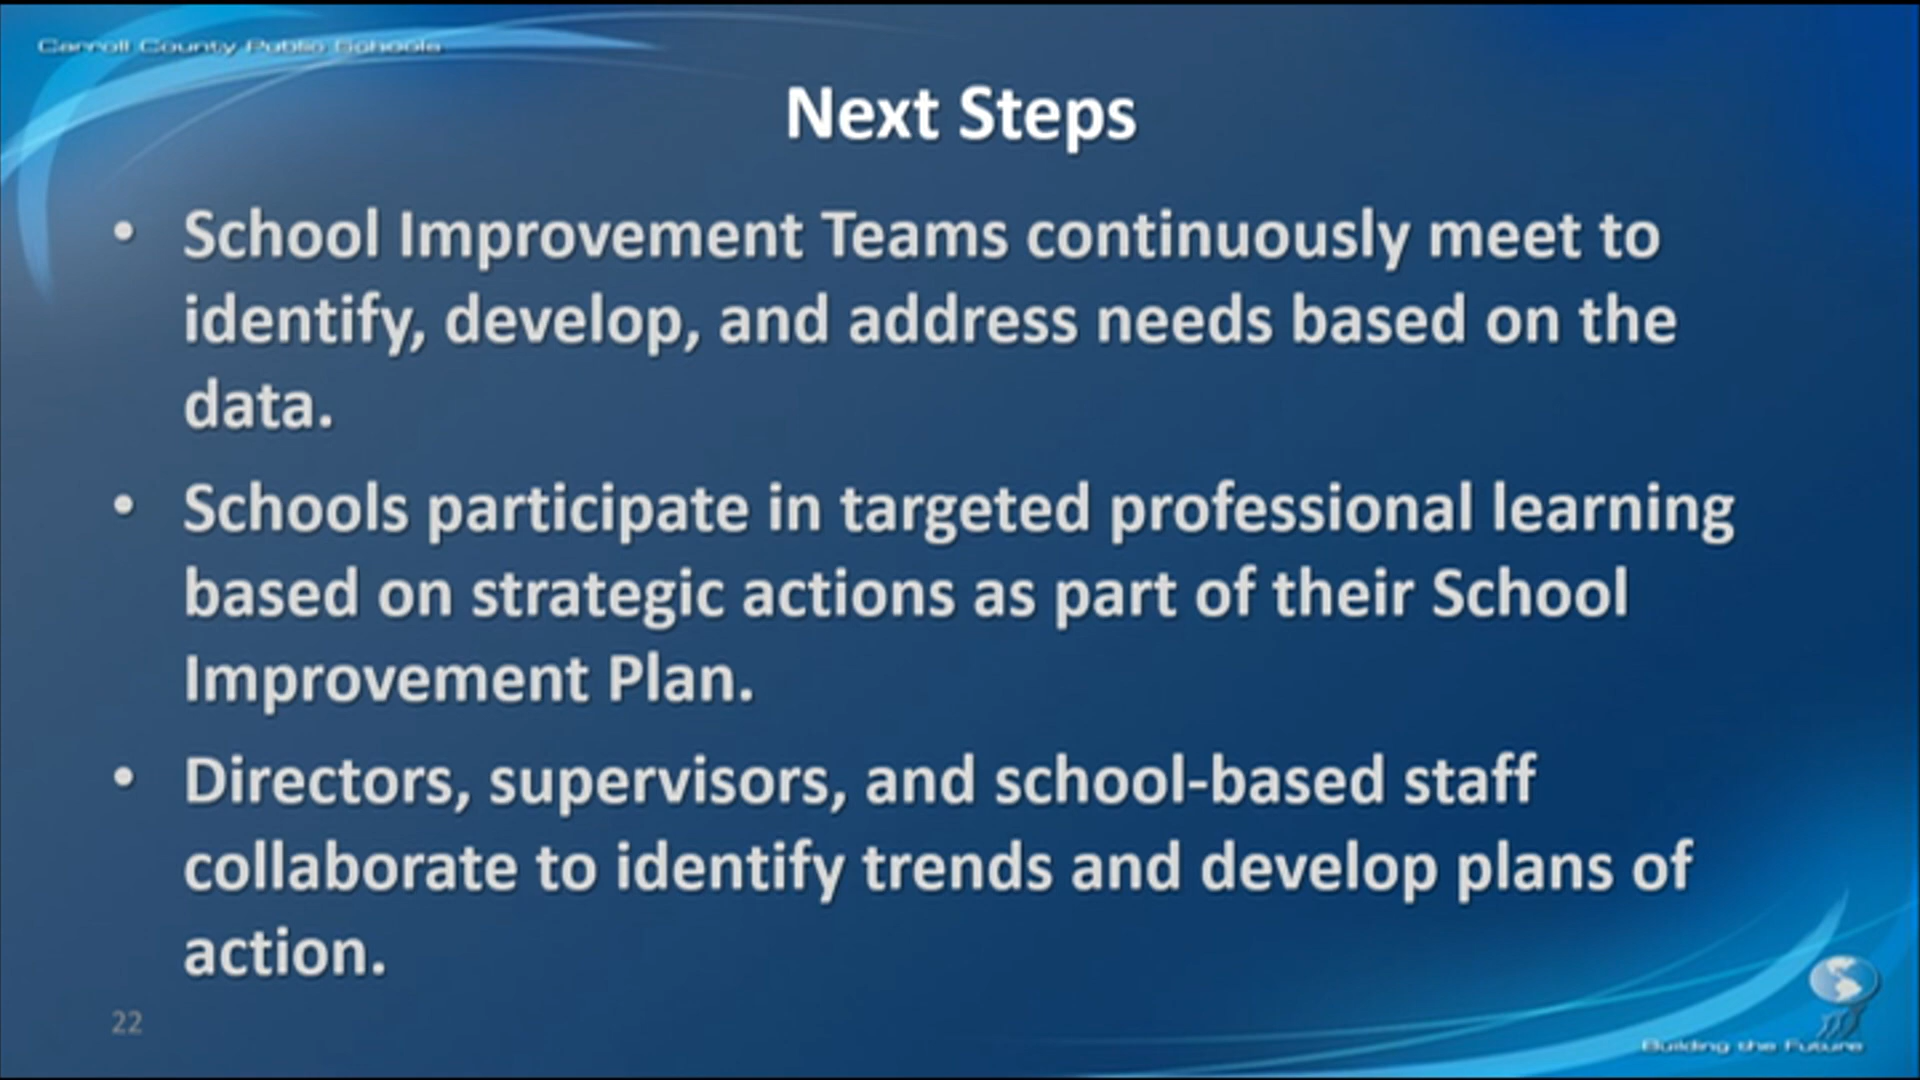 Carroll County Public Schools
Next Steps
• School Improvement Teams continuously meet to
identify, develop, and address needs based on the
data.
• Schools participate in targeted professional learning
based on strategic actions as part of their School
Improvement Plan.
• Directors, supervisors, and school-based staff
collaborate to identify trends and develop plans of
action.
22
Building the Future